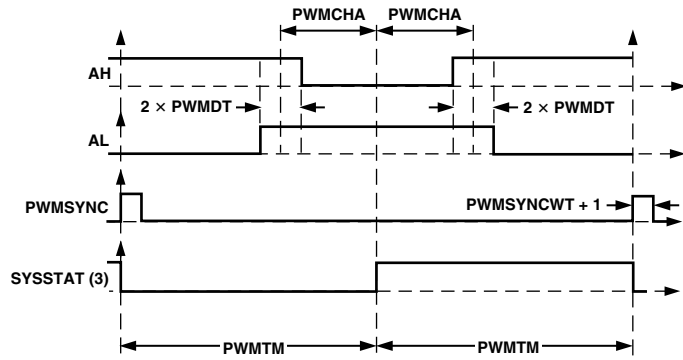 PWMCHA PWMCHA
AH
2 × PWMDT 2 × PWMDT
AL
PWMSYNC PWMSYNCWT + 1
SYSSTAT (3)
PWMTM PWMTM